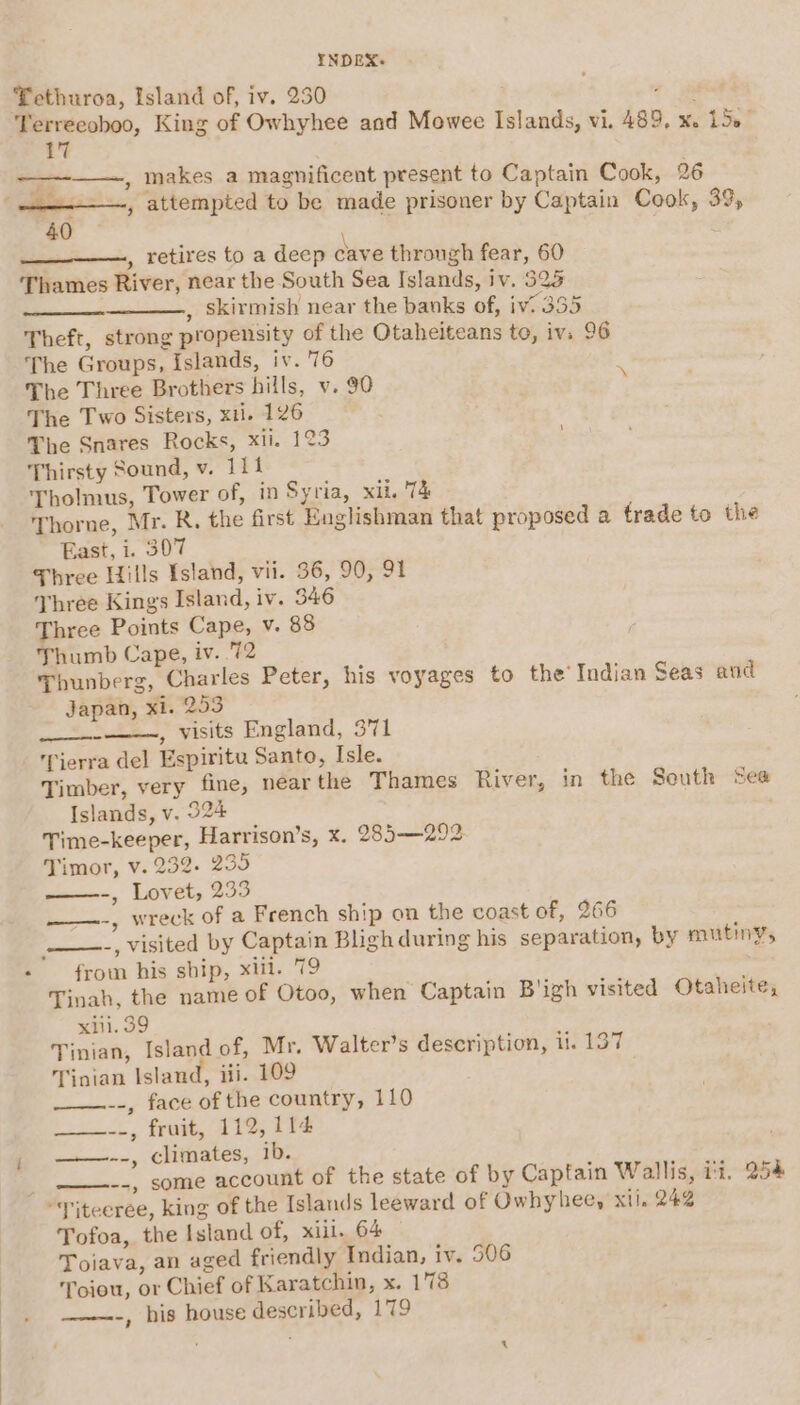 INDEX.
Tethuroa, Island of, iv. 230
Terreeoboo, King of Owhyhee and Mowee Islands, vi. 489. x. 15.
17
——, makes a magnificent present to Captain Cook, 26
——, attempted to be made prisoner by Captain Cook, 39,
40
——, retires to a deep cave through fear, 60
Thames River, near the South Sea Islands, iv. 325
——, skirmish near the banks of, iv. 335
Theft, strong propensity of the Otaheiteans to, iv. 96
The Groups, Islands, iv. 76
The Three Brothers hills, v. 90
The Two Sisters, xii. 126
The Snares Rocks, xii. 123
Thirsty Sound, v. 111
Tholmus, Tower of, in Syria, xii. 74
Thorne, Mr. R. the first Englishman that proposed a trade to the
East, i. 307
Three Hills Island, vii. 36, 90, 91
Three Kings Island, iv. 346
Three Points Cape, v. 88
Thumb Cape, iv. 72
Thunberg, Charles Peter, his voyages to the Indian Seas and
Japan, xi. 253
——, visits England, 371
Tierra del Espiritu Santo, Isle.
Timber, very fine, near the Thames River, in the South Sea
Islands, v. 324
Time-keeper, Harrison's, x. 285—292
Timor, v. 232. 235
——-, Lovet, 233
——-, wreck of a French ship on the coast of, 266
——-, visited by Captain Bligh during his separation, by mutiny,
from his ship, xiii. 79
Tinah, the name of Otoo, when Captain B'igh visited Otaheite,
xiii. 39
Tinian, Island of, Mr. Walter's description, ii. 137
Tinian Island, iii. 109
——--, face of the country, 110
——--, fruit, 112, 114
——--, climates, ib.
——--, some account of the state of by Captain Wallis, iii. 254
Titeeree, king of the Islands leeward of Owhyhee, xii. 242
Tofoa, the Island of, xiii. 64
Toiava, an aged friendly Indian, iv. 306
Toiou, or Chief of Karatchin, x. 178
——-, his house described, 179